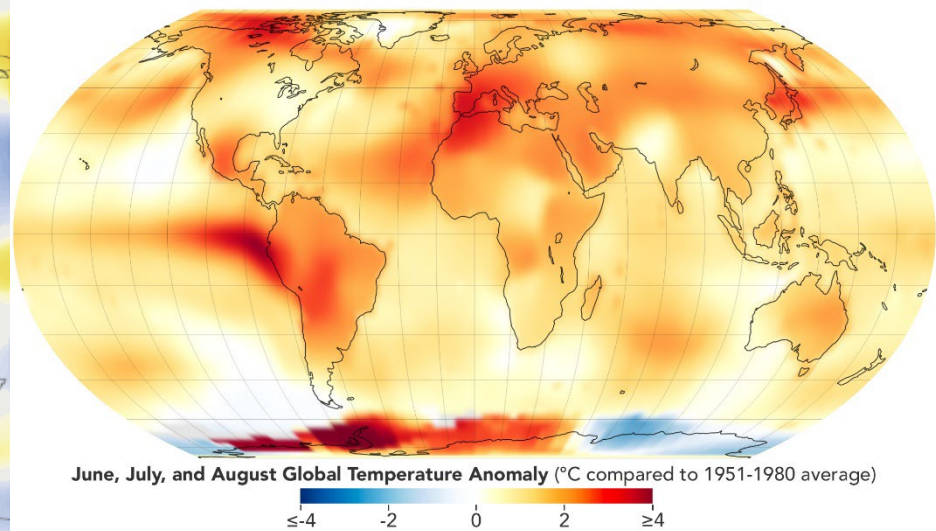 June, July, and August Global Temperature Anomaly (°C compared to 1951-1980 average)
≤-4 -2 0 2 ≥4